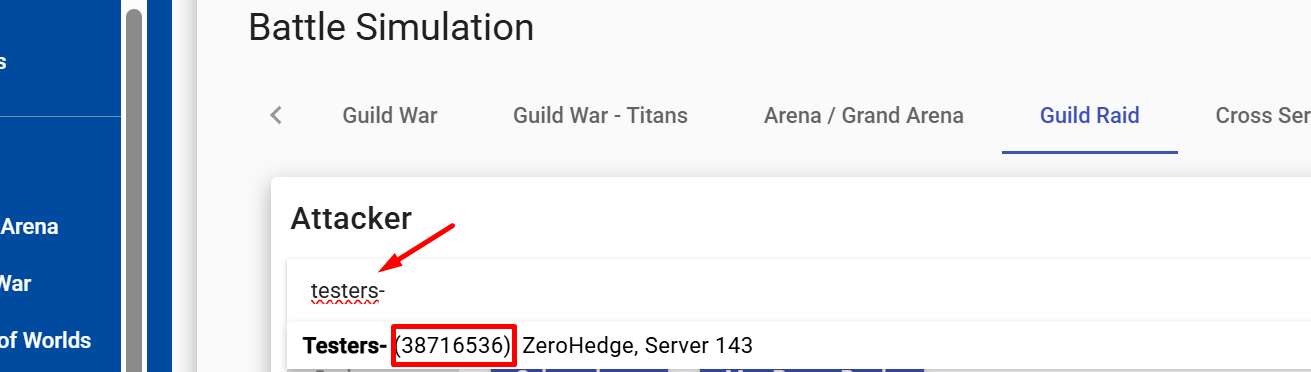 Battle Simulation
s
Guild War
Guild War - Titans
Arena / Grand Arena
Guild Raid
Cross Ser
Attacker
Arena
testers-
War
of Worlds
Testers- (38716536) ZeroHedge, Server 143